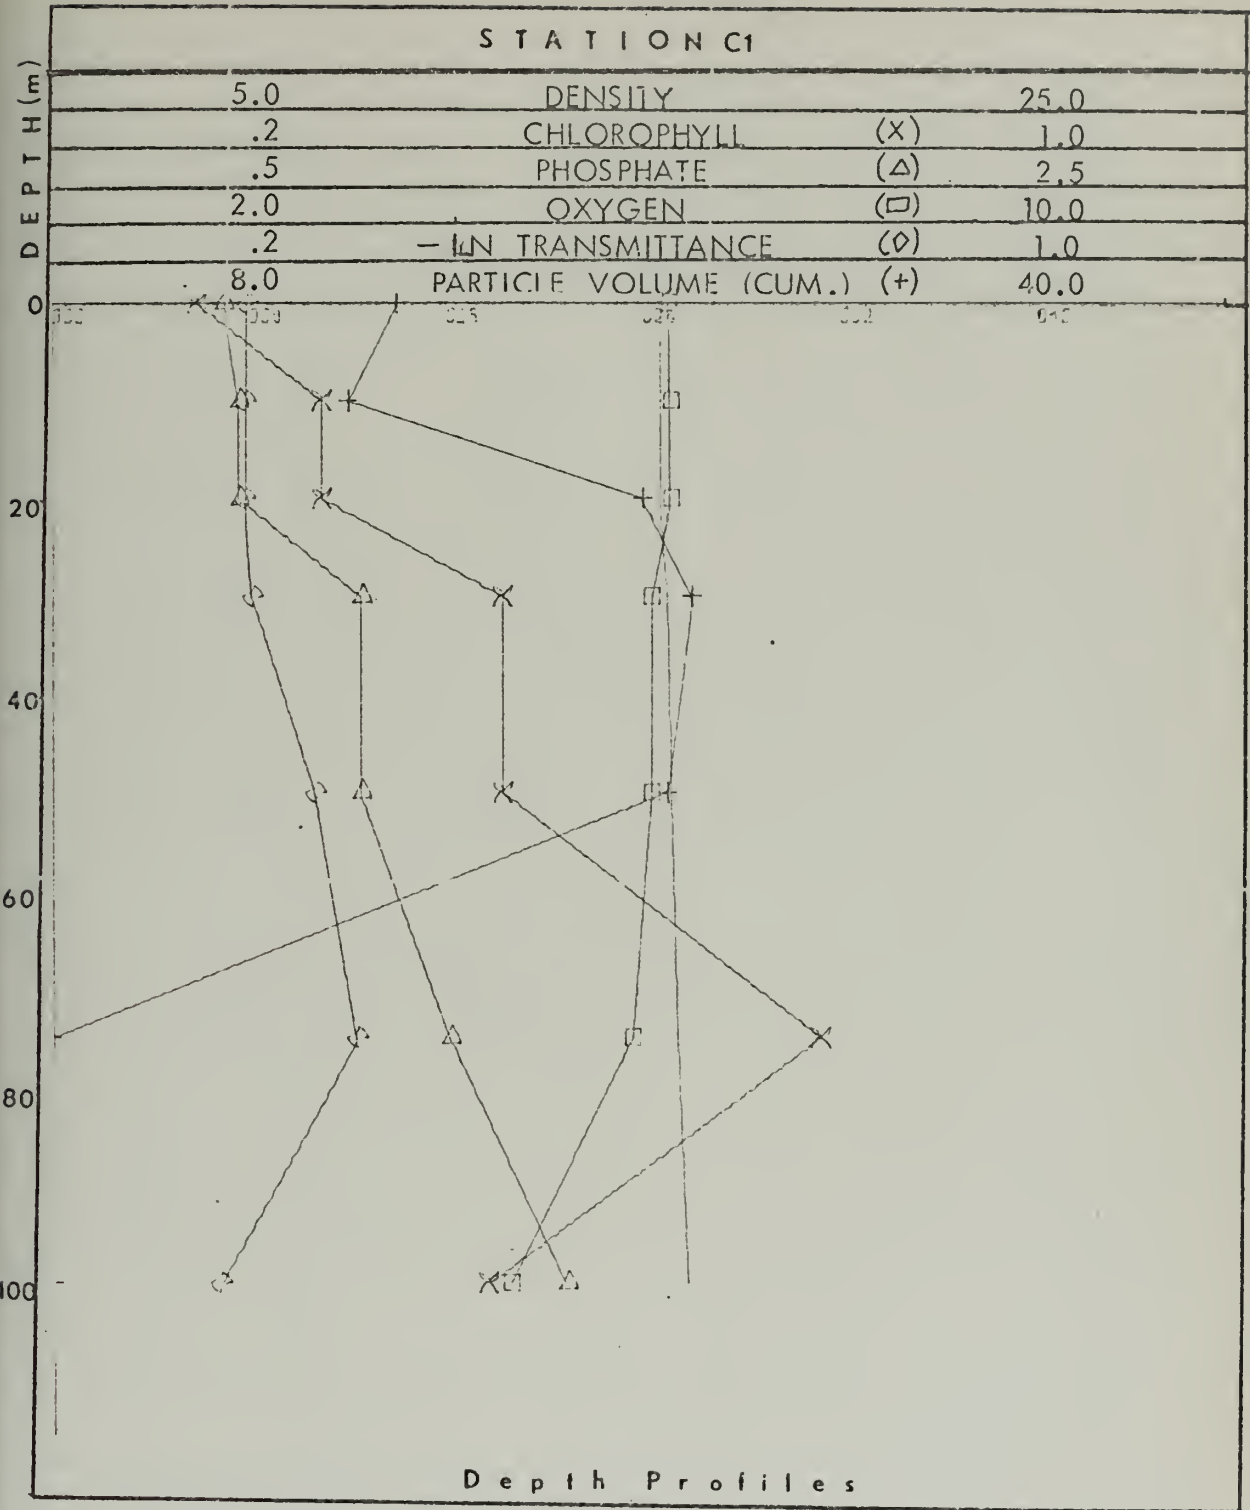 STATION C1
DEPTH (m)
5.0 DENSITY 25.0
.2 CHLOROPHYLL (X) 1.0
.5 PHOSPHATE (△) 2.5
2.0 OXYGEN (□) 10.0
.2 – LN TRANSMITTANCE (◊) 1.0
8.0 PARTICLE VOLUME (CUM.) (+) 40.0
0
20
40
60
80
100
Depth Profiles